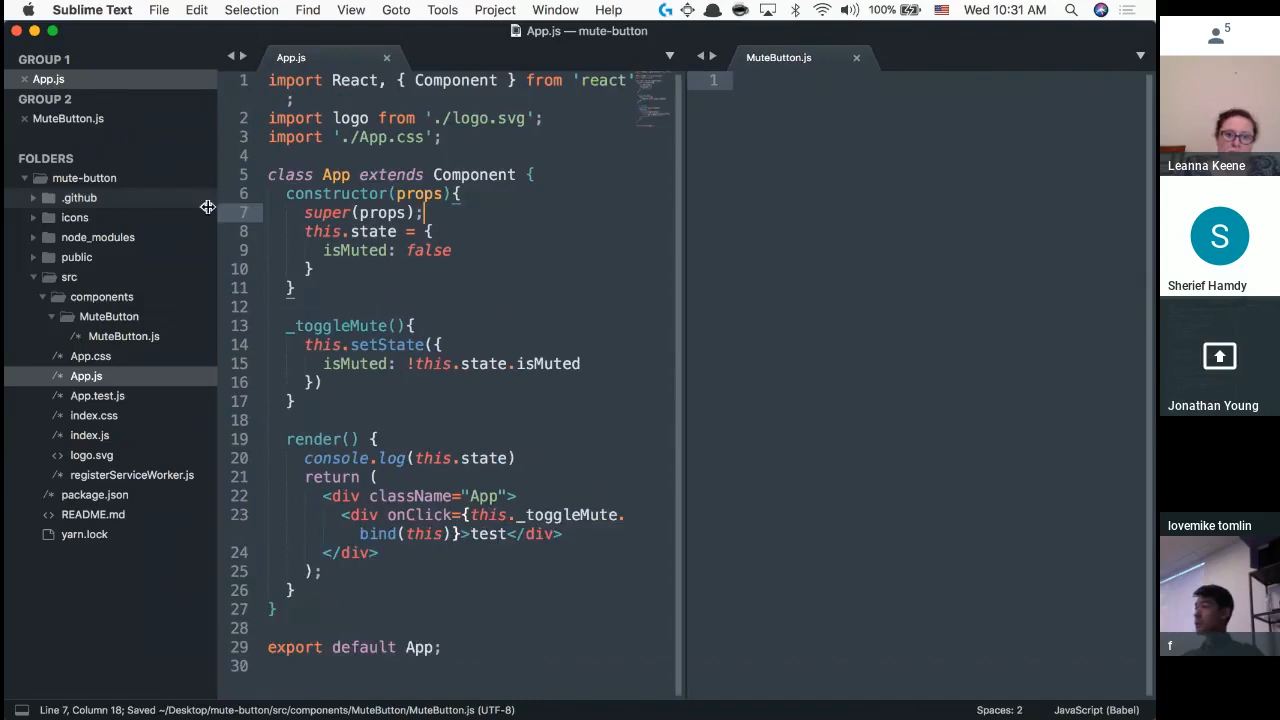 Sublime Text File Edit Selection Find View Goto Tools Project Window Help 100% Wed 10:31 AM
App.js — mute-button
GROUP 1
App.js
GROUP 2
MuteButton.js
FOLDERS
mute-button
.github
icons
node_modules
public
src
components
MuteButton
MuteButton.js
App.css
App.js
App.test.js
index.css
index.js
logo.svg
registerServiceWorker.js
package.json
README.md
yarn.lock
App.js
1 import React, { Component } from 'react'
;
2 import logo from './logo.svg';
3 import './App.css';
4
5 class App extends Component {
6 constructor(props){
7 super(props);
8 this.state = {
9 isMuted: false
10 }
11 }
12
13 _toggleMute(){
14 this.setState({
15 isMuted: !this.state.isMuted
16 })
17 }
18
19 render() {
20 console.log(this.state)
21 return (
22 <div className="App">
23 <div onClick={this._toggleMute.
bind(this)}>test</div>
24 </div>
25 );
26 }
27 }
28
29 export default App;
30
MuteButton.js
1
Line 7, Column 18; Saved ~/Desktop/mute-button/src/components/MuteButton/MuteButton.js (UTF-8) Spaces: 2 JavaScript (Babel)
5
Leanna Keene
S
Sherief Hamdy
Jonathan Young
lovemike tomlin
f